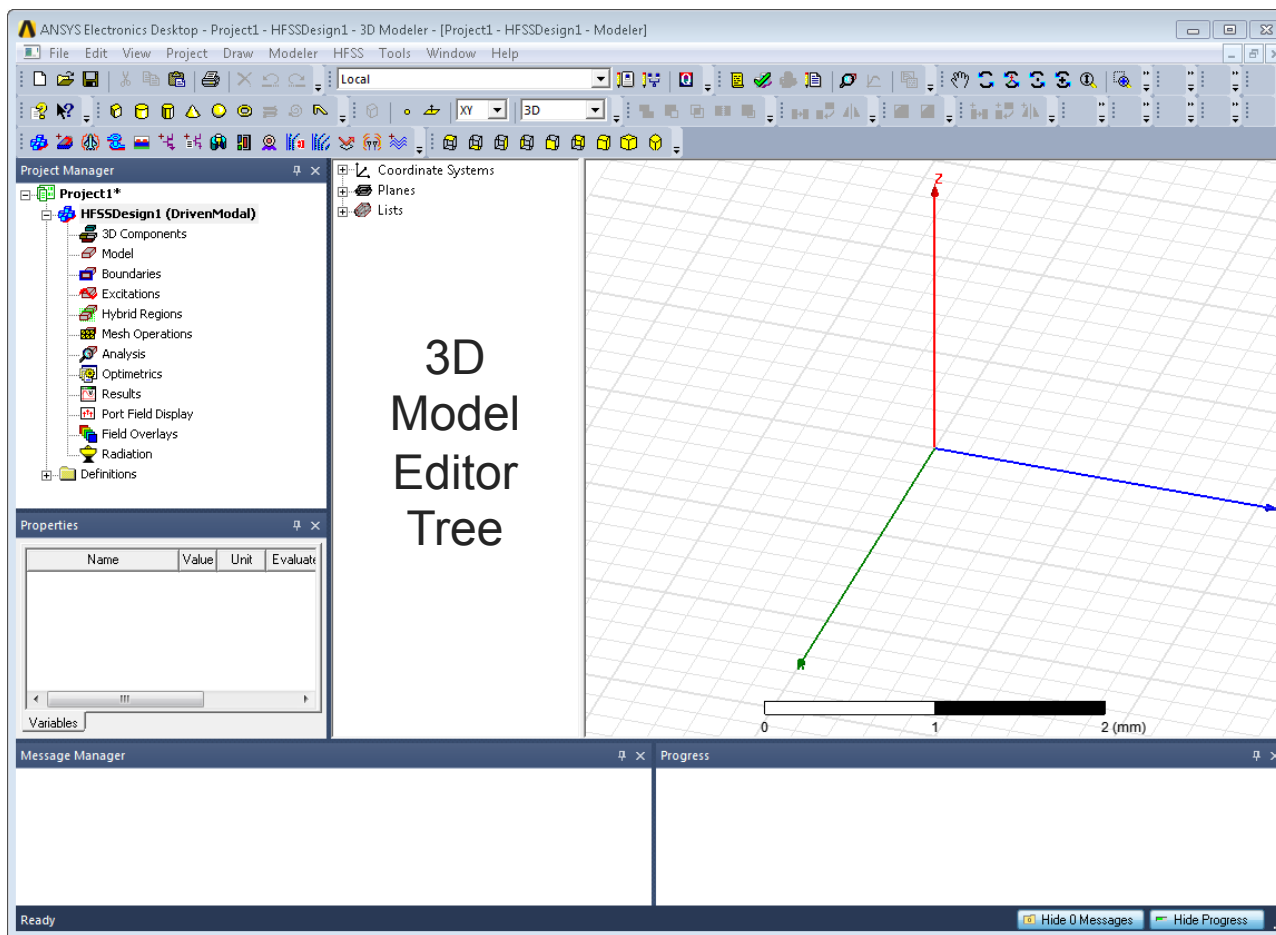 ANSYS Electronics Desktop - Project1 - HFSSDesign1 - 3D Modeler - [Project1 - HFSSDesign1 - Modeler]
File Edit View Project Draw Modeler HFSS Tools Window Help
Local
XY 3D
Project Manager
Project1*
HFSSDesign1 (DrivenModal)
3D Components
Model
Boundaries
Excitations
Hybrid Regions
Mesh Operations
Analysis
Optimetrics
Results
Port Field Display
Field Overlays
Radiation
Definitions
Properties
Name Value Unit Evaluate
Variables
Coordinate Systems
Planes
Lists
3D
Model
Editor
Tree
Z
0 1 2 (mm)
Message Manager
Progress
Ready
Hide 0 Messages Hide Progress